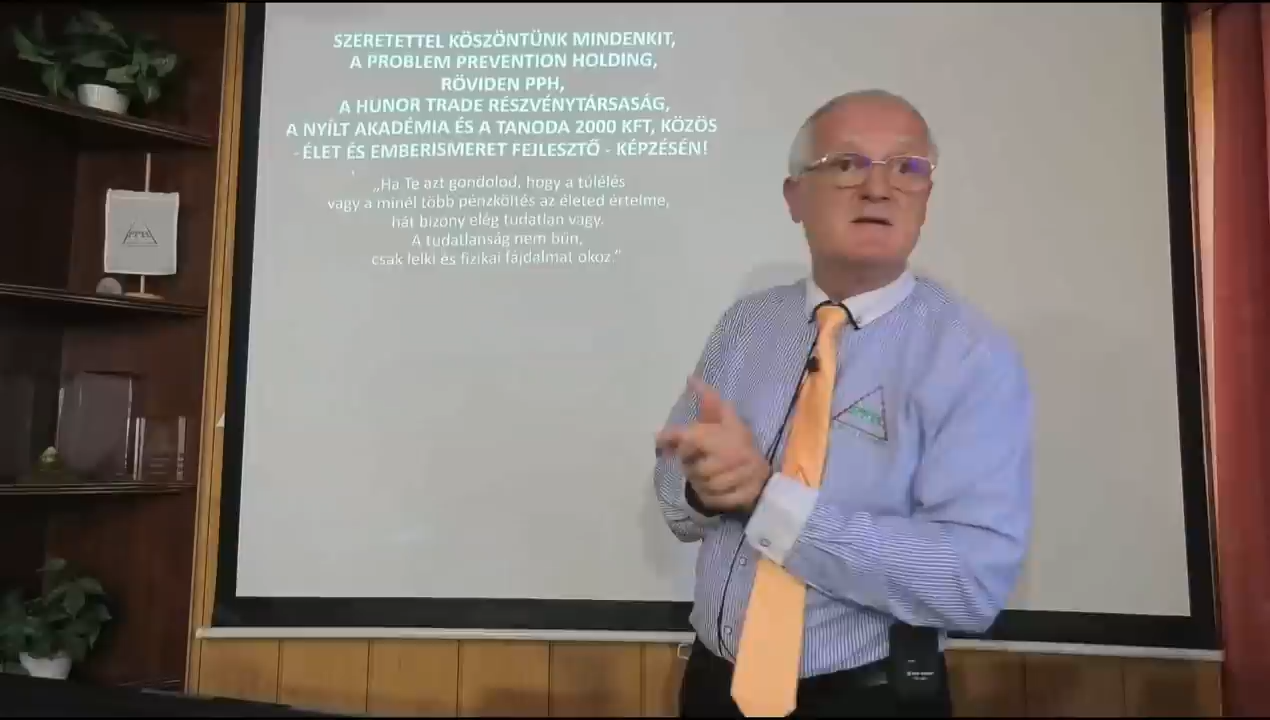 SZERETETTEL KÖSZÖNTÜNK MINDENKIT,
A PROBLEM PREVENTION HOLDING,
RÖVIDEN PPH,
A HUNOR TRADE RÉSZVÉNYTÁRSASÁG,
A NYÍLT AKADÉMIA ÉS A TANODA 2000 KFT, KÖZÖS
- ÉLET ÉS EMBERISMERET FEJLESZTŐ - KÉPZÉSÉN!
„Ha Te azt gondolod, hogy a túlélés
vagy a minél több pénzköltés az életed értelme,
hát bizony elég tudatlan vagy.
A tudatlanság nem bűn,
csak lelki és fizikai fájdalmat okoz.”